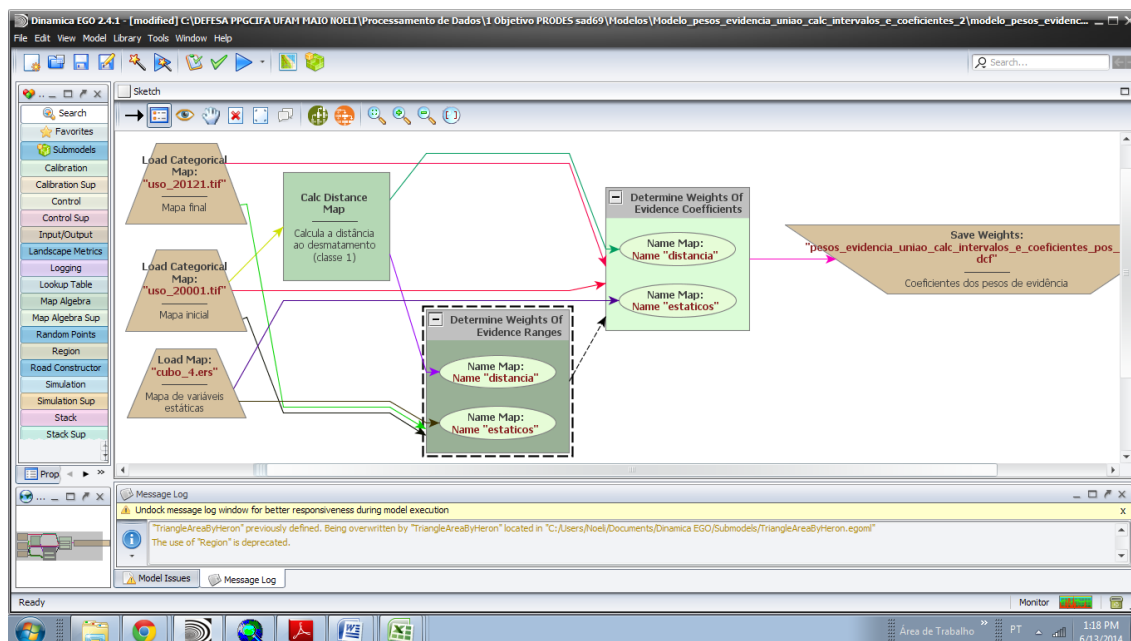 Dinamica EGO 2.4.1 - [modified] C:\DEFESA PPGCIFA UFAM MAIO NOELI\Processamento de Dados\1 Objetivo PRODES sad69\Modelos\Modelo_pesos_evidencia_uniao_calc_intervalos_e_coeficientes_2\modelo_pesos_evidenc...
File Edit View Model Library Tools Window Help
Search...
Sketch
Search
Favorites
Submodels
Calibration
Calibration Sup
Control
Control Sup
Input/Output
Landscape Metrics
Logging
Lookup Table
Map Algebra
Map Algebra Sup
Random Points
Region
Road Constructor
Simulation
Simulation Sup
Stack
Stack Sup
Prop
Load Categorical
Map:
"uso_20121.tif"
Mapa final
Load Categorical
Map:
"uso_20001.tif"
Mapa inicial
Load Map:
"cubo_4.ers"
Mapa de variáveis
estáticas
Calc Distance
Map
Calcula a distância
ao desmatamento
(classe 1)
Determine Weights Of
Evidence Ranges
Name Map:
Name "distancia"
Name Map:
Name "estaticos"
Determine Weights Of
Evidence Coefficients
Name Map:
Name "distancia"
Name Map:
Name "estaticos"
Save Weights:
"pesos_evidencia_uniao_calc_intervalos_e_coeficientes_pos_
dcf"
Coeficientes dos pesos de evidência
Message Log
Undock message log window for better responsiveness during model execution
x
"TriangleAreaByHeron" previously defined. Being overwritten by "TriangleAreaByHeron" located in "C:/Users/Noeli/Documents/Dinamica EGO/Submodels/TriangleAreaByHeron.egoml"
The use of "Region" is deprecated.
Model Issues
Message Log
Ready
Monitor
Área de Trabalho
PT
1:18 PM
6/13/2014